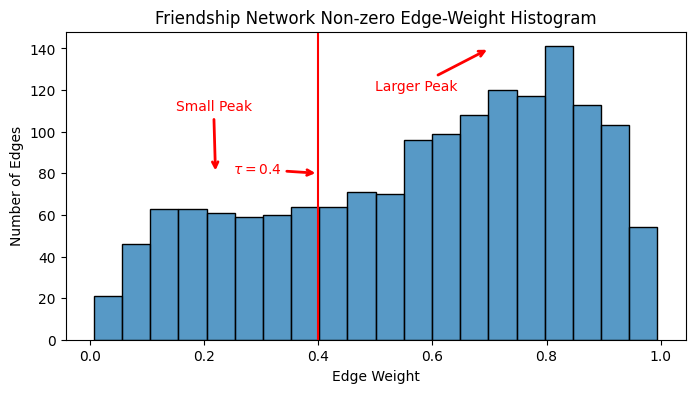 Friendship Network Non-zero Edge-Weight Histogram
140
120
100
80
60
40
20
0
Number of Edges
Small Peak
Larger Peak
τ = 0.4
0.0 0.2 0.4 0.6 0.8 1.0
Edge Weight